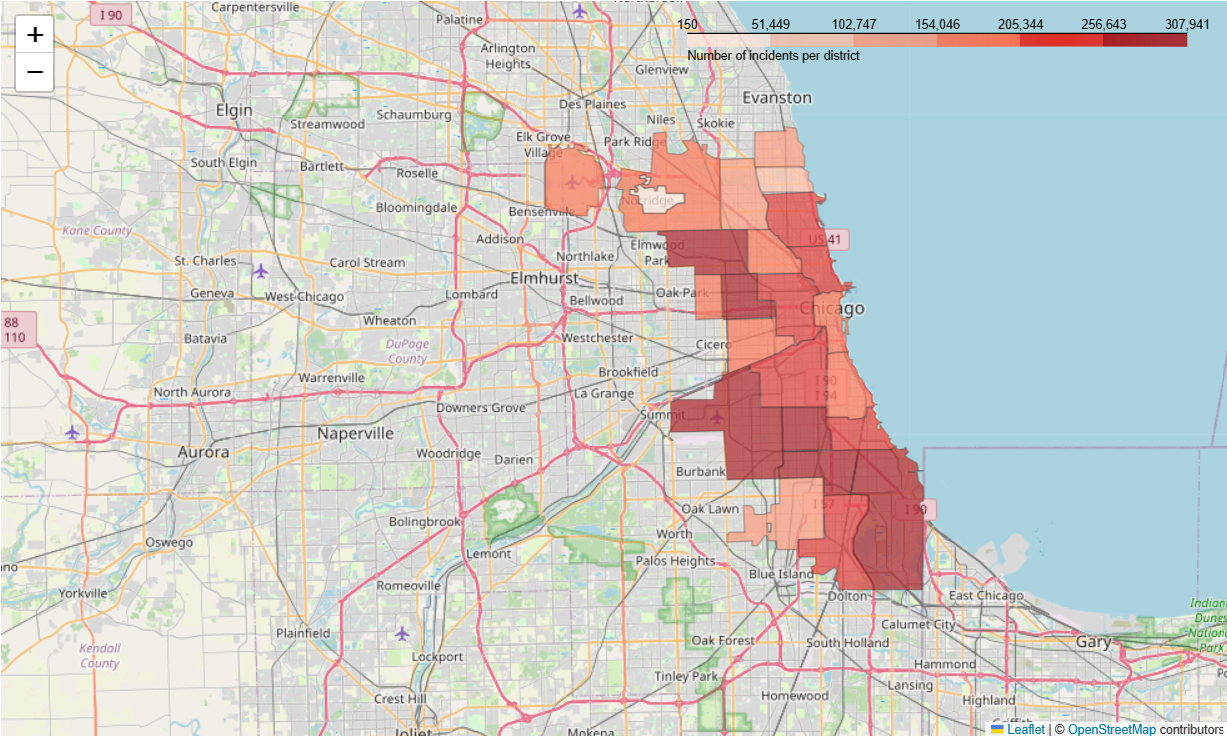 Carpentersville
I 90
Palatine
+
−
150 51,449 102,747 154,046 205,344 256,643 307,941
Number of incidents per district
Arlington
Heights
Glenview
Evanston
Elgin
Streamwood
Schaumburg
Des Plaines
Niles
Skokie
Elk Grove
Village
Park Ridge
South Elgin
Bartlett
Roselle
Bloomingdale
Bensenville
Norridge
Kane County
Addison
Elmwood
Park
US 41
St. Charles
Carol Stream
Northlake
Geneva
West Chicago
Elmhurst
Lombard
Bellwood
Oak Park
Chicago
88
110
Batavia
Wheaton
DuPage
County
Westchester
Cicero
North Aurora
Warrenville
Brookfield
La Grange
I 90
I 94
Downers Grove
Summit
Aurora
Naperville
Woodridge
Darien
Burbank
Bolingbrook
Oak Lawn
I 57
I 90
Oswego
Lemont
Worth
Palos Heights
Blue Island
Yorkville
Romeoville
Dolton
East Chicago
Plainfield
Calumet City
Indiana
Dunes
National
Park
Kendall
County
Lockport
Oak Forest
South Holland
Gary
Tinley Park
Hammond
Crest Hill
Homewood
Lansing
Highland
Joliet
Mokena
Griffith
Leaflet | © OpenStreetMap contributors